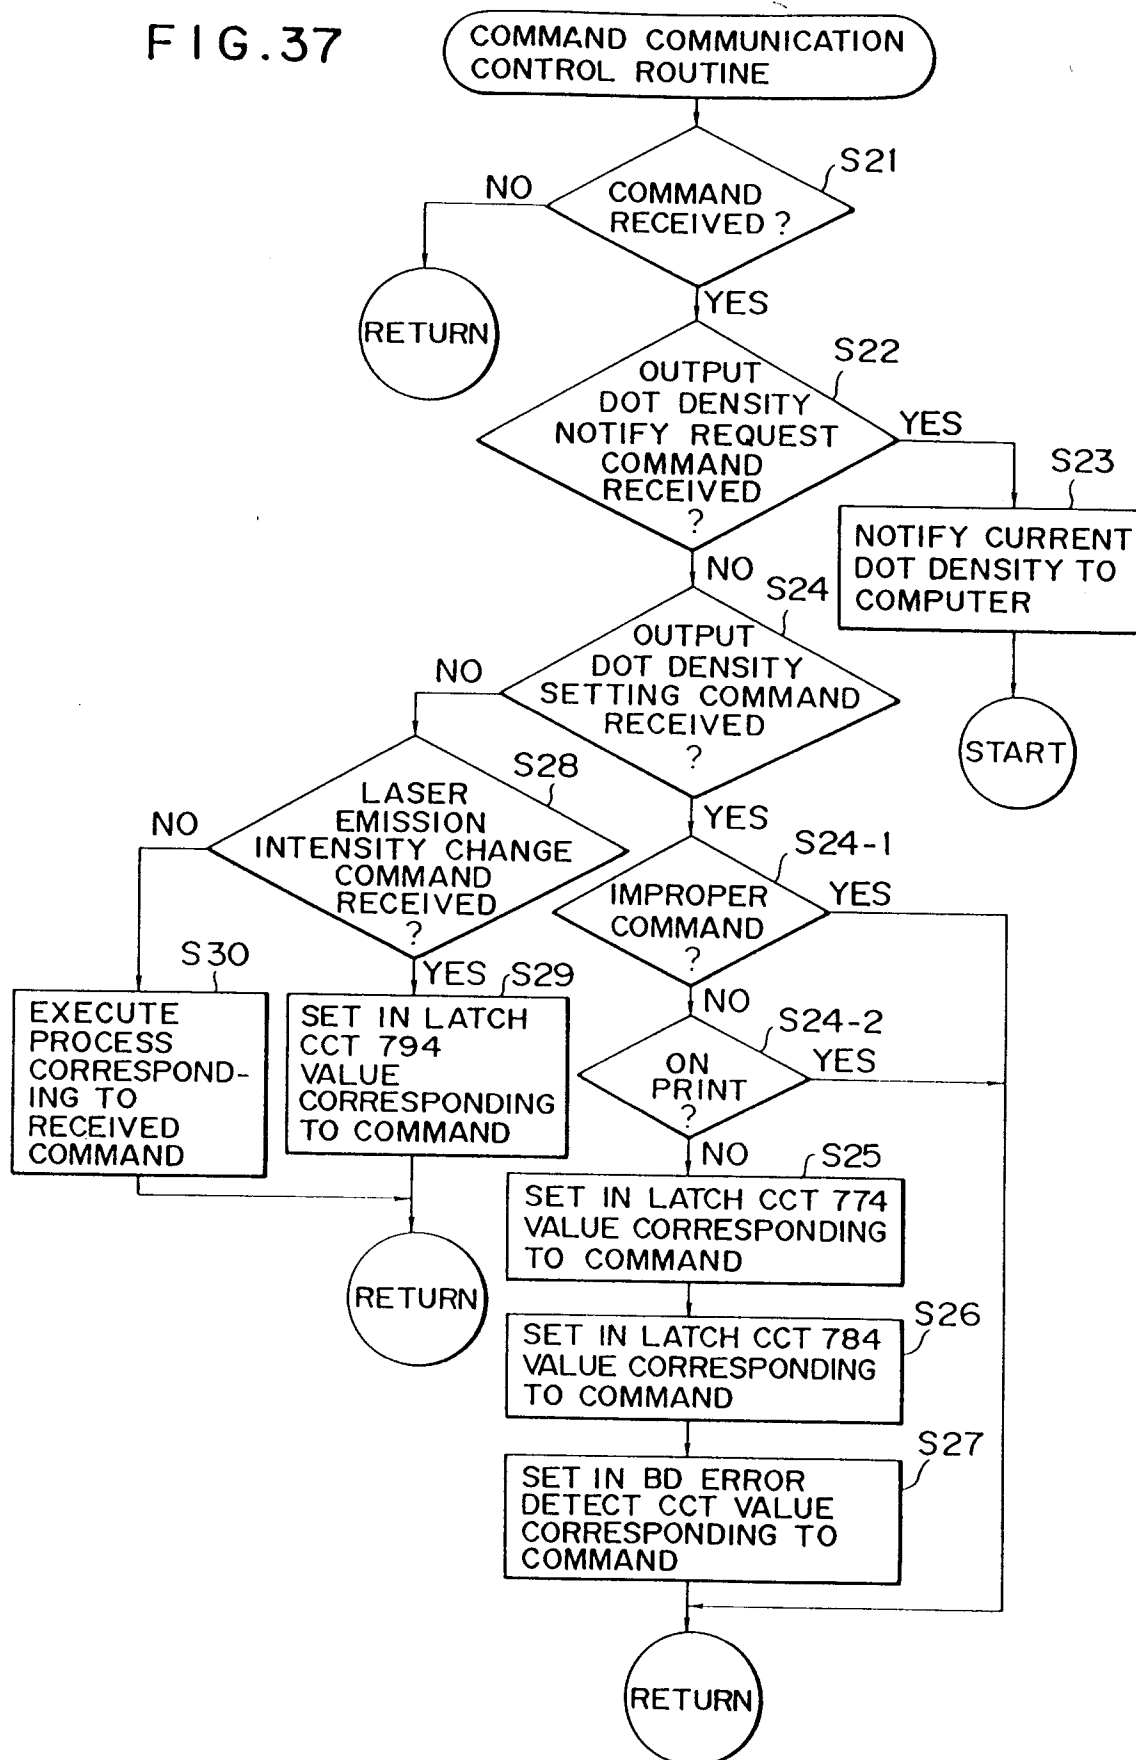 FIG.37
COMMAND COMMUNICATION
CONTROL ROUTINE
S21
NO
COMMAND
RECEIVED ?
RETURN
YES
S22
OUTPUT
DOT DENSITY
NOTIFY REQUEST
COMMAND
RECEIVED
?
YES
S23
NOTIFY CURRENT
DOT DENSITY TO
COMPUTER
START
NO
S24
OUTPUT
DOT DENSITY
SETTING COMMAND
RECEIVED
?
NO
S28
LASER
EMISSION
INTENSITY CHANGE
COMMAND
RECEIVED
?
NO
YES
S24-1
IMPROPER
COMMAND
?
YES
S30
EXECUTE
PROCESS
CORRESPOND-
ING TO
RECEIVED
COMMAND
YES
S29
SET IN LATCH
CCT 794
VALUE
CORRESPONDING
TO COMMAND
RETURN
NO
S24-2
ON
PRINT
?
YES
NO
S25
SET IN LATCH CCT 774
VALUE CORRESPONDING
TO COMMAND
S26
SET IN LATCH CCT 784
VALUE CORRESPONDING
TO COMMAND
S27
SET IN BD ERROR
DETECT CCT VALUE
CORRESPONDING TO
COMMAND
RETURN